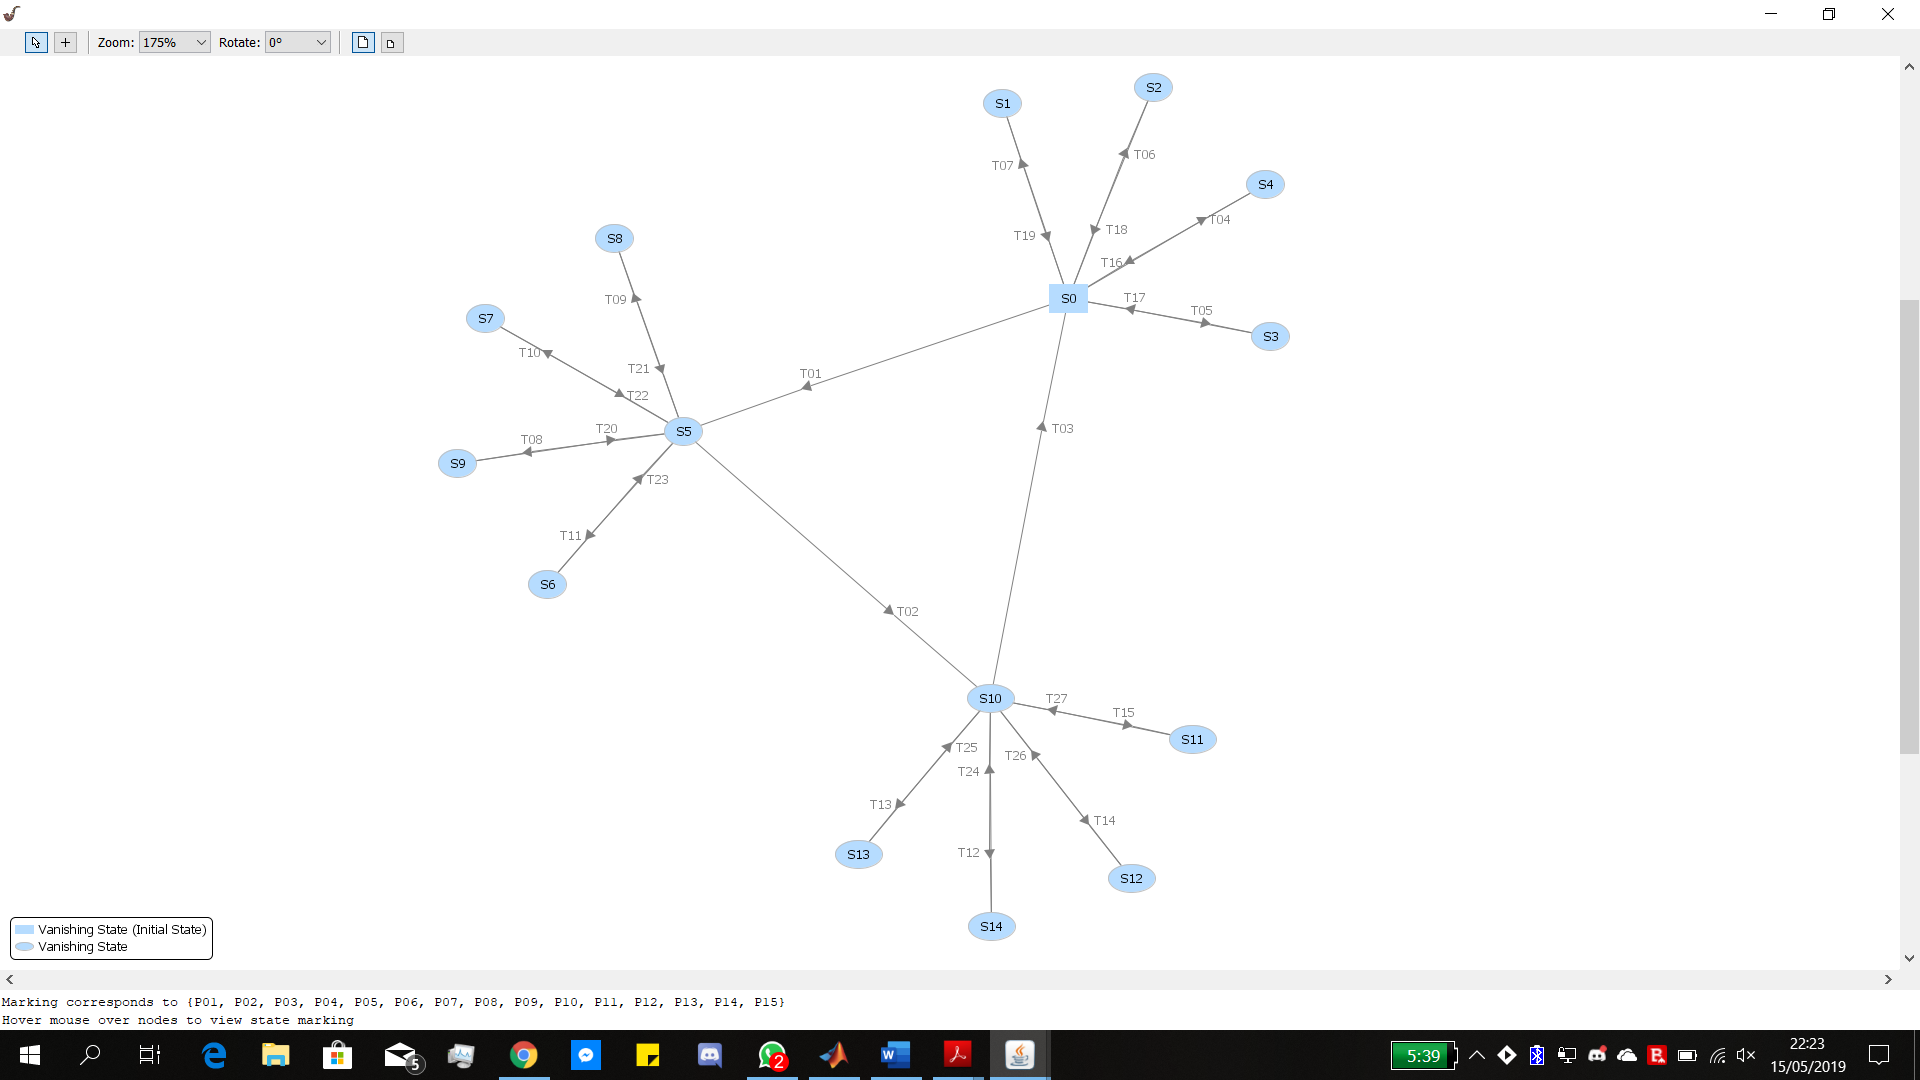 Zoom: 175% Rotate: 0°
S2
S1
T06
T07
S4
T04
T18
T19
S8
T16
T17
S0
T09
T05
S7
S3
T10
T21
T01
T22
T20
T03
S5
T08
S9
T23
T11
S6
T02
S10
T27
T15
S11
T25
T26
T24
T13
T14
T12
S13
S12
S14
Vanishing State (Initial State)
Vanishing State
Marking corresponds to {P01, P02, P03, P04, P05, P06, P07, P08, P09, P10, P11, P12, P13, P14, P15}
Hover mouse over nodes to view state marking
5
2
5:39
22:23
15/05/2019